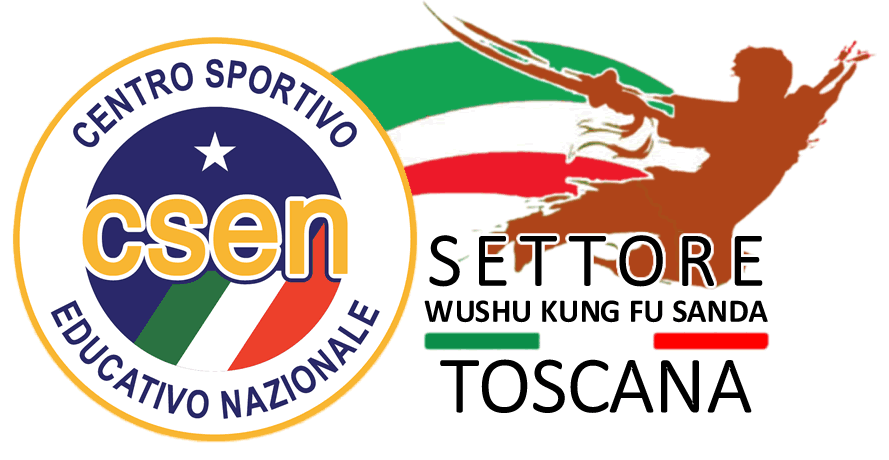 CENTRO SPORTIVO
csen
EDUCATIVO NAZIONALE
SETTORE
WUSHU KUNG FU SANDA
TOSCANA